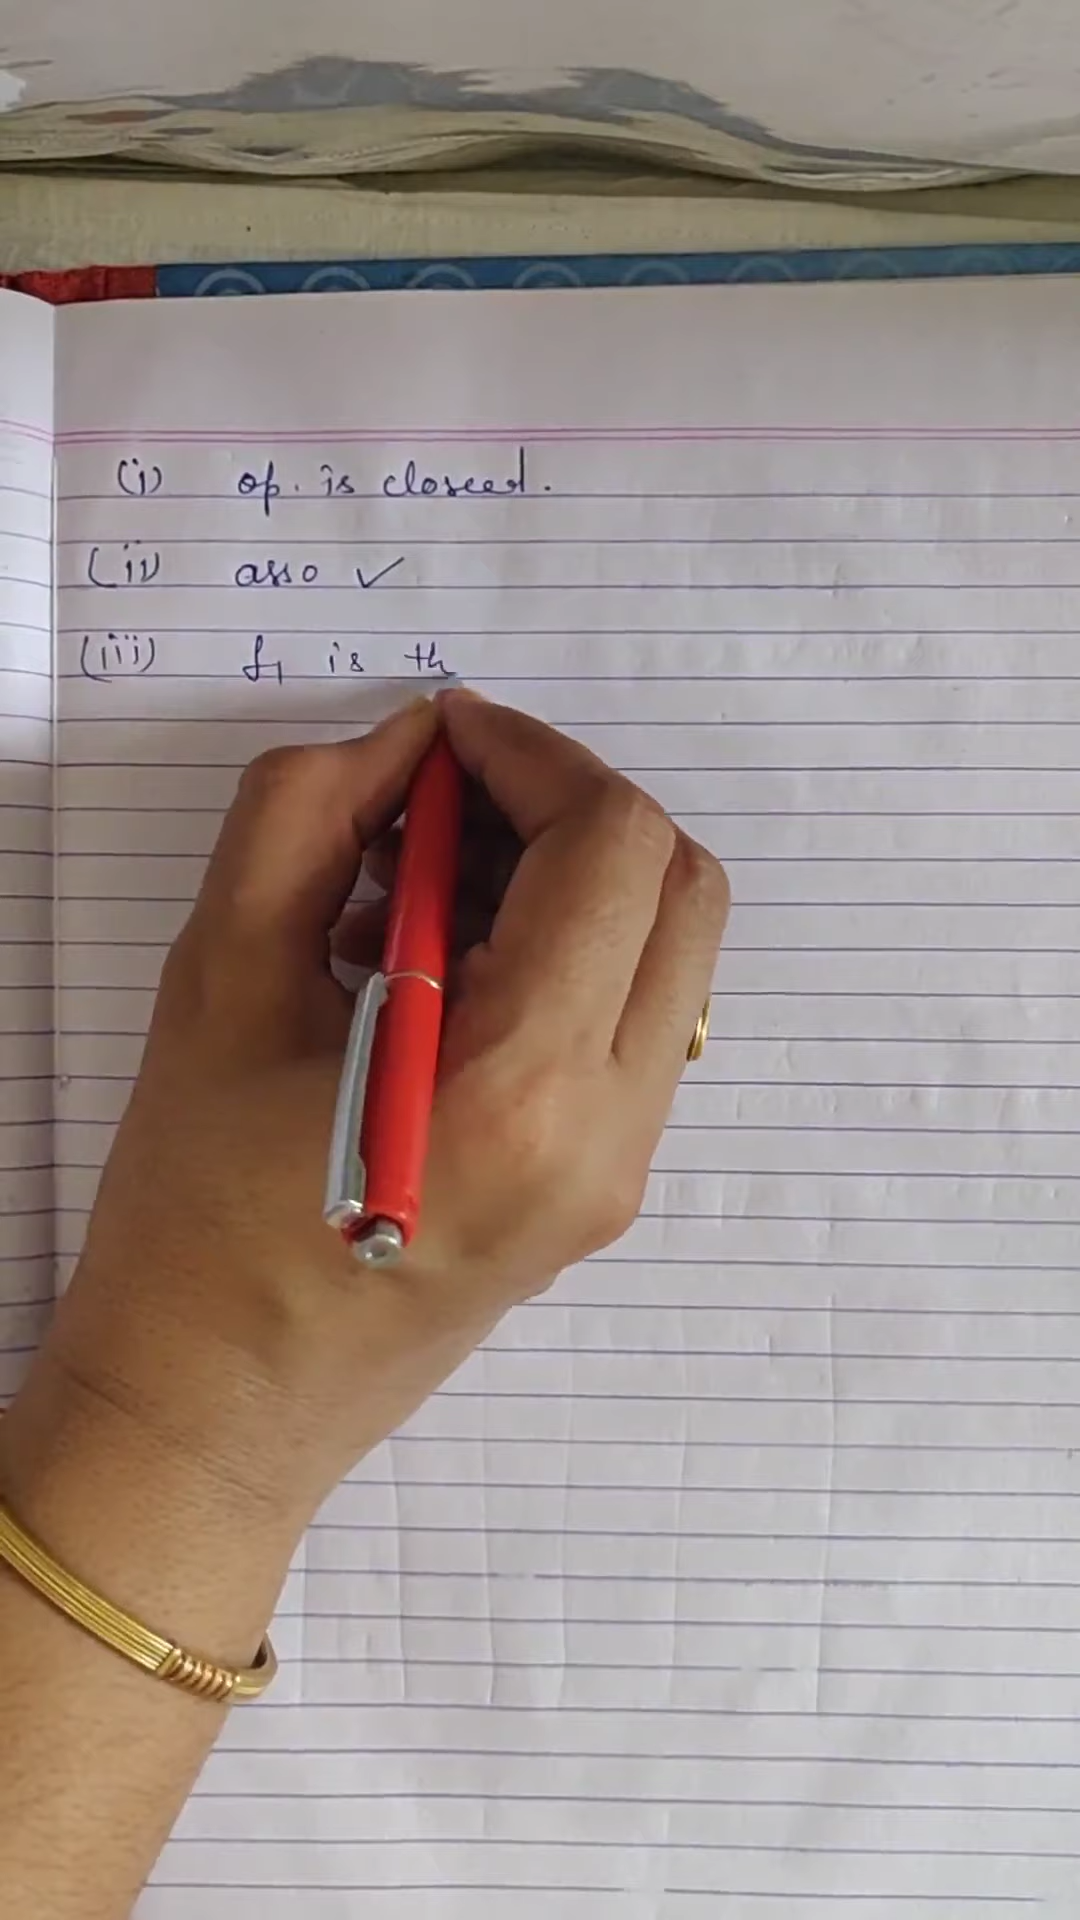 (i) op. is closed.
(ii) asso ✓
(iii) f₁ is th